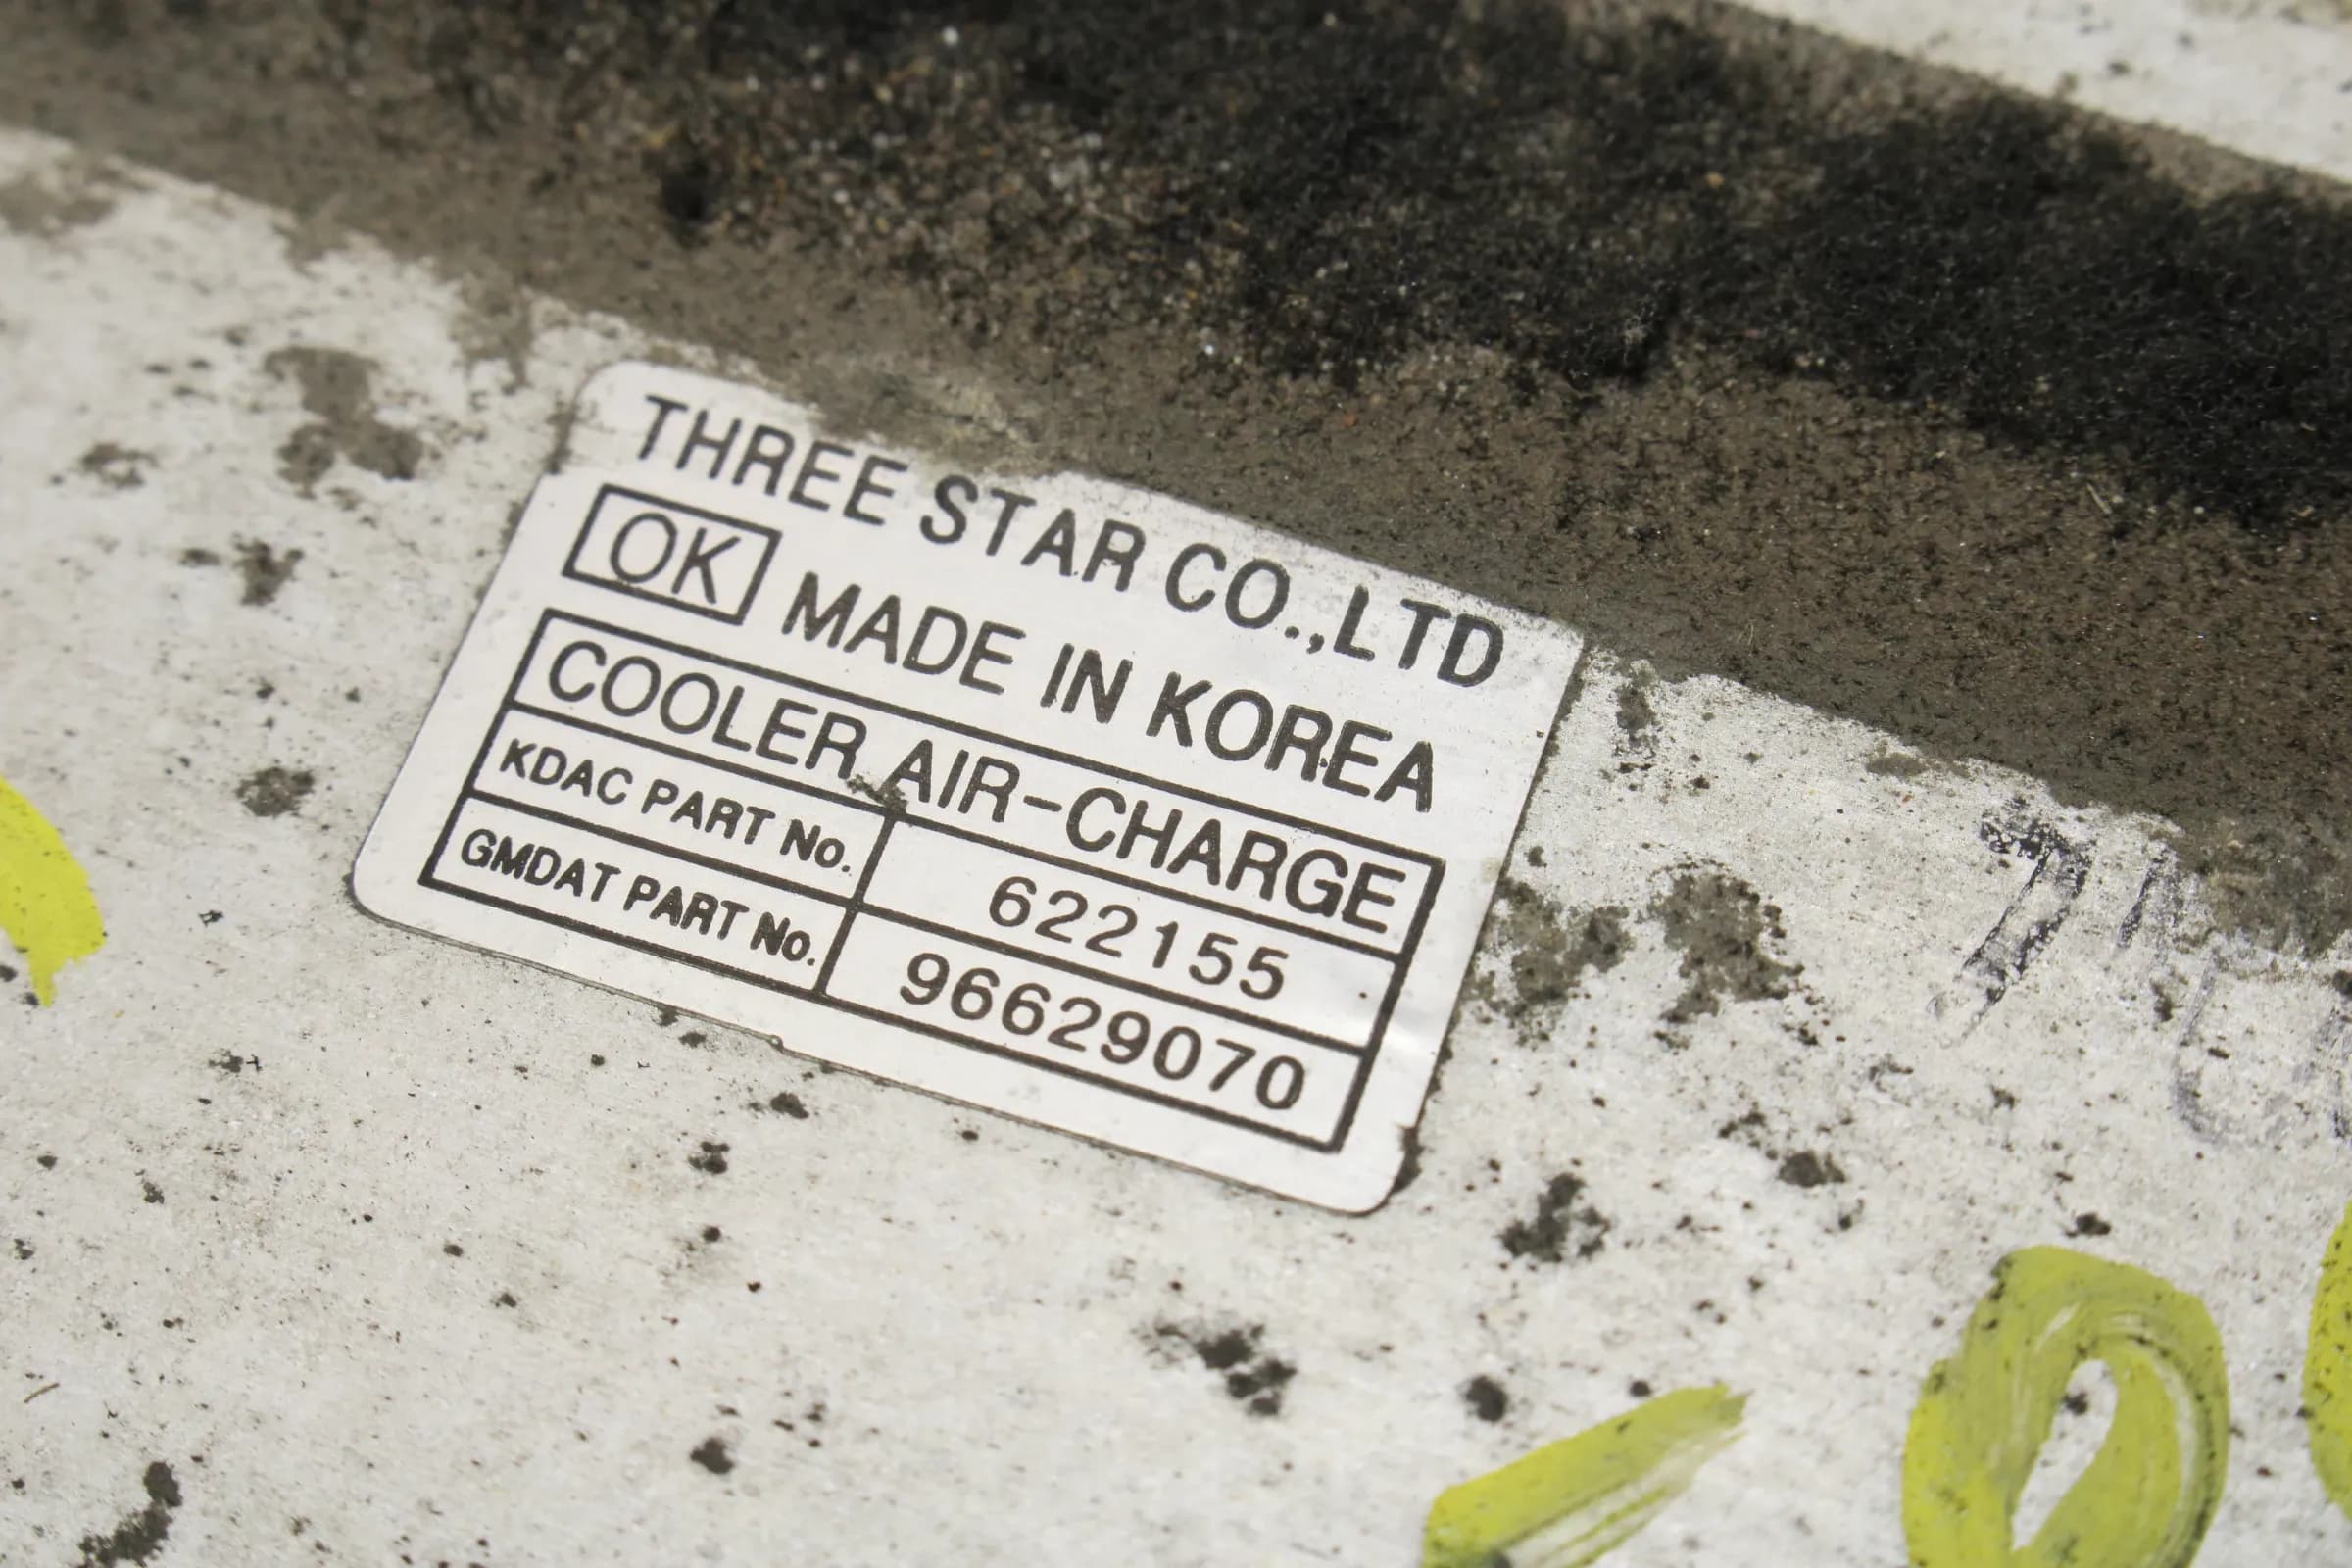 THREE STAR CO.,LTD
OK MADE IN KOREA
COOLER AIR-CHARGE
KDAC PART No. 622155
GMDAT PART No. 96629070